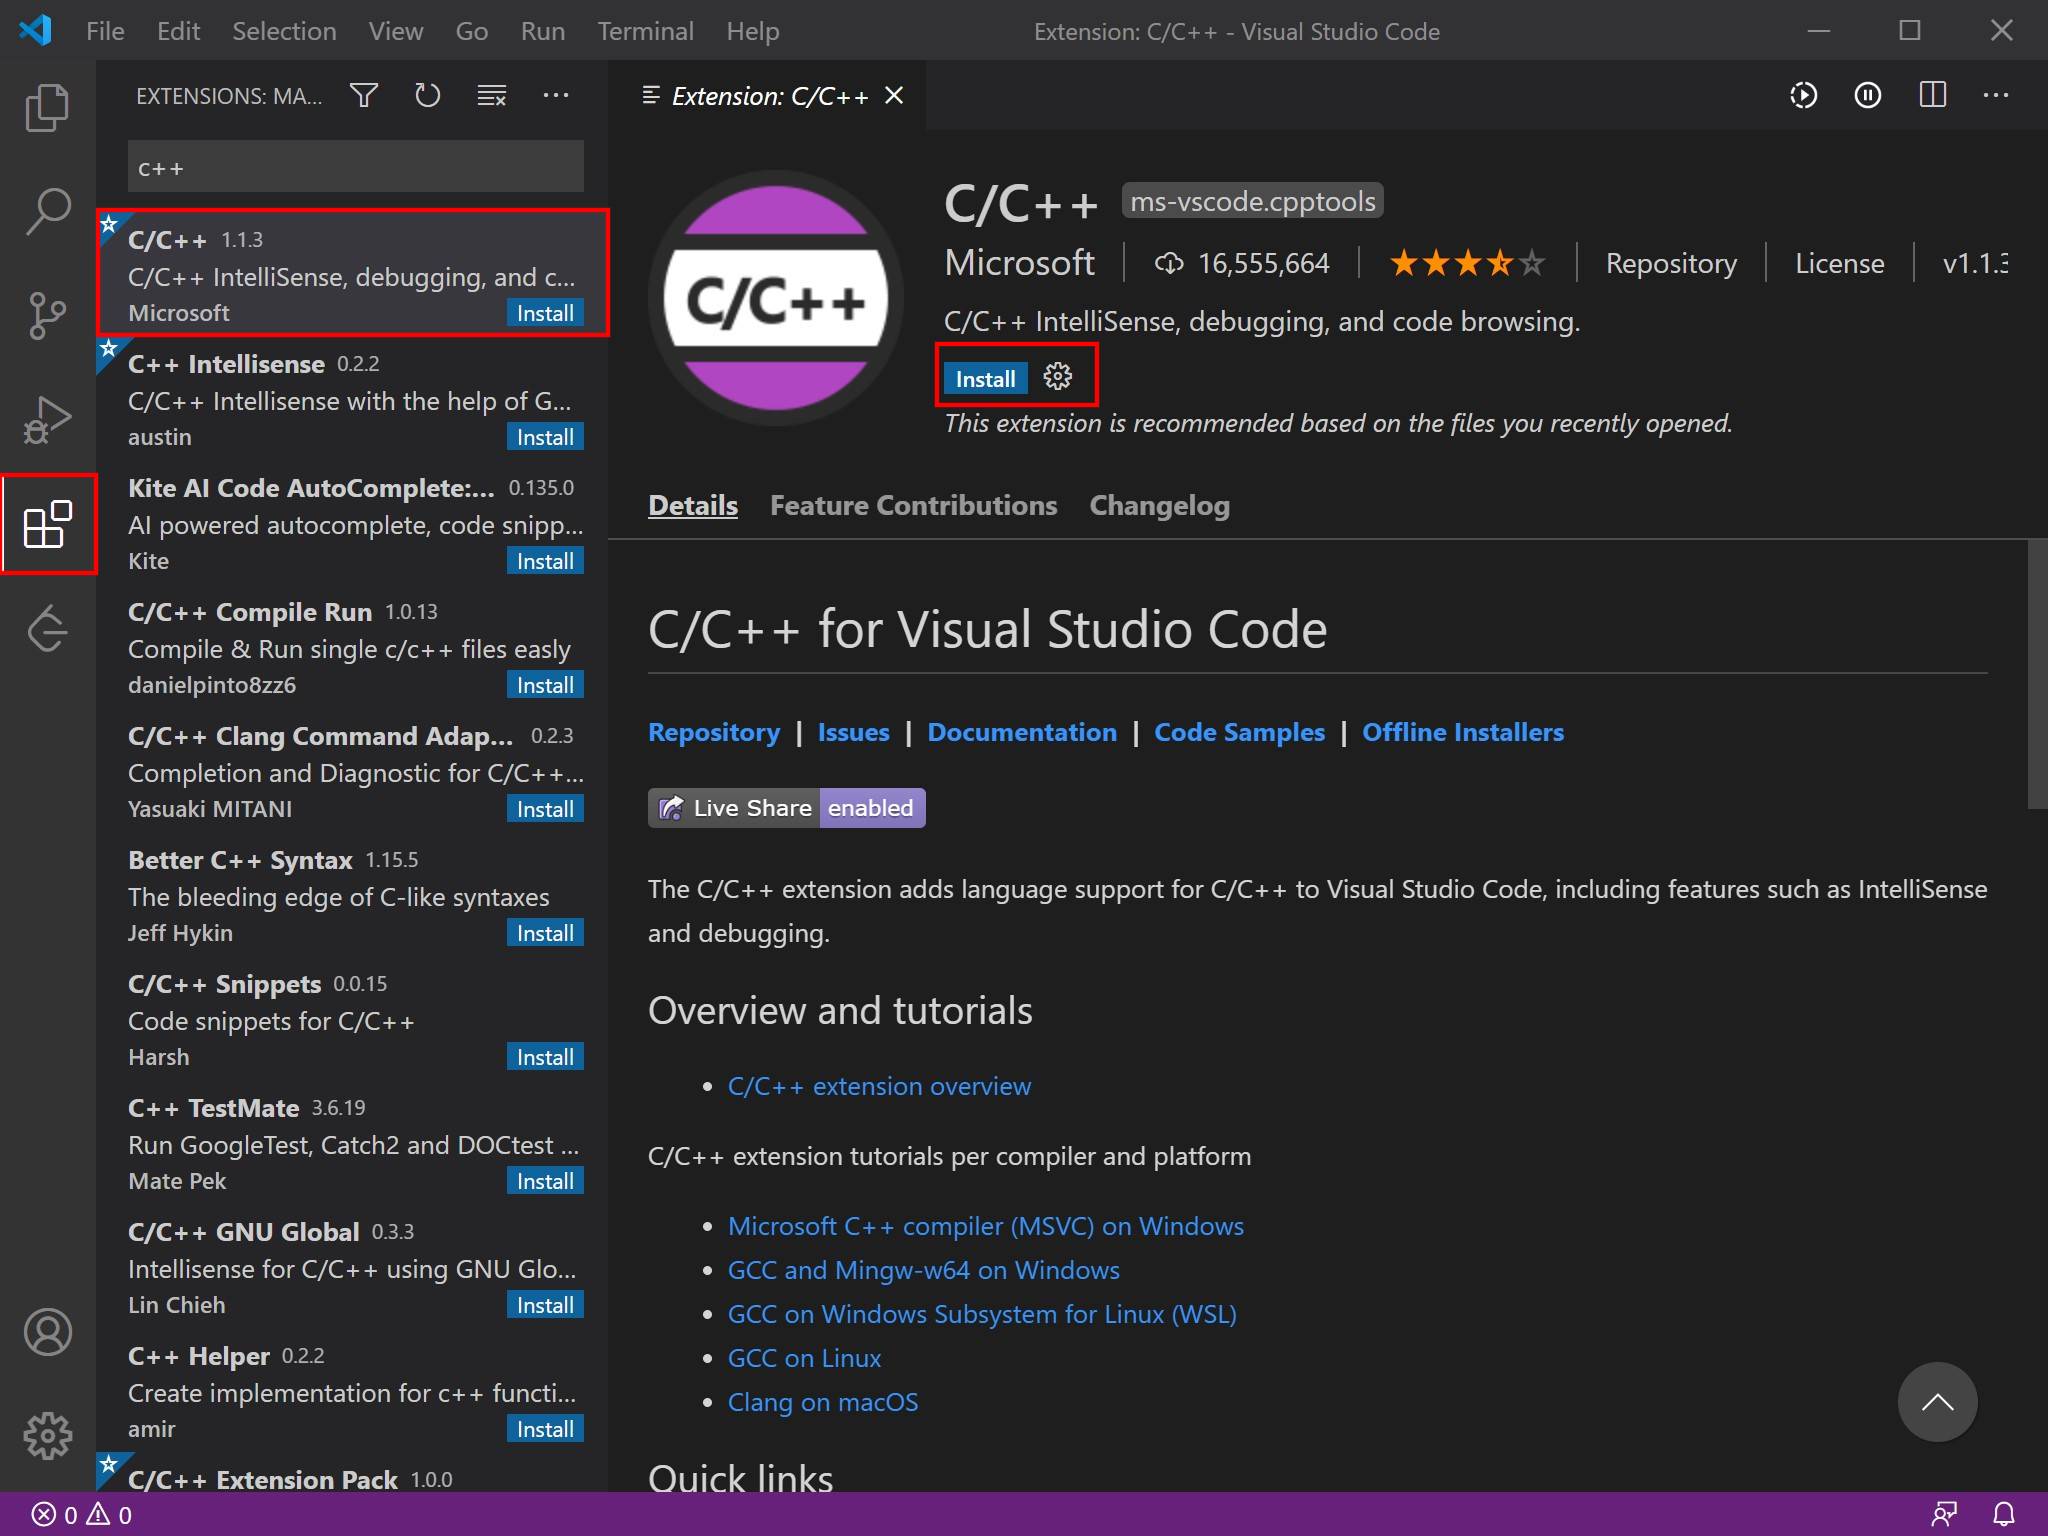 File Edit Selection View Go Run Terminal Help
Extension: C/C++ - Visual Studio Code
EXTENSIONS: MA...
c++
C/C++ 1.1.3
C/C++ IntelliSense, debugging, and c...
Microsoft Install
C++ Intellisense 0.2.2
C/C++ Intellisense with the help of G...
austin Install
Kite AI Code AutoComplete:... 0.135.0
AI powered autocomplete, code snipp...
Kite Install
C/C++ Compile Run 1.0.13
Compile & Run single c/c++ files easly
danielpinto8zz6 Install
C/C++ Clang Command Adap... 0.2.3
Completion and Diagnostic for C/C++...
Yasuaki MITANI Install
Better C++ Syntax 1.15.5
The bleeding edge of C-like syntaxes
Jeff Hykin Install
C/C++ Snippets 0.0.15
Code snippets for C/C++
Harsh Install
C++ TestMate 3.6.19
Run GoogleTest, Catch2 and DOCtest ...
Mate Pek Install
C/C++ GNU Global 0.3.3
Intellisense for C/C++ using GNU Glo...
Lin Chieh Install
C++ Helper 0.2.2
Create implementation for c++ functi...
amir Install
C/C++ Extension Pack 1.0.0
Extension: C/C++
C/C++
C/C++ ms-vscode.cpptools
Microsoft 16,555,664 Repository License v1.1.3
C/C++ IntelliSense, debugging, and code browsing.
Install
This extension is recommended based on the files you recently opened.
Details Feature Contributions Changelog
C/C++ for Visual Studio Code
Repository | Issues | Documentation | Code Samples | Offline Installers
Live Share enabled
The C/C++ extension adds language support for C/C++ to Visual Studio Code, including features such as IntelliSense
and debugging.
Overview and tutorials
• C/C++ extension overview
C/C++ extension tutorials per compiler and platform
• Microsoft C++ compiler (MSVC) on Windows
• GCC and Mingw-w64 on Windows
• GCC on Windows Subsystem for Linux (WSL)
• GCC on Linux
• Clang on macOS
Quick links
0 0